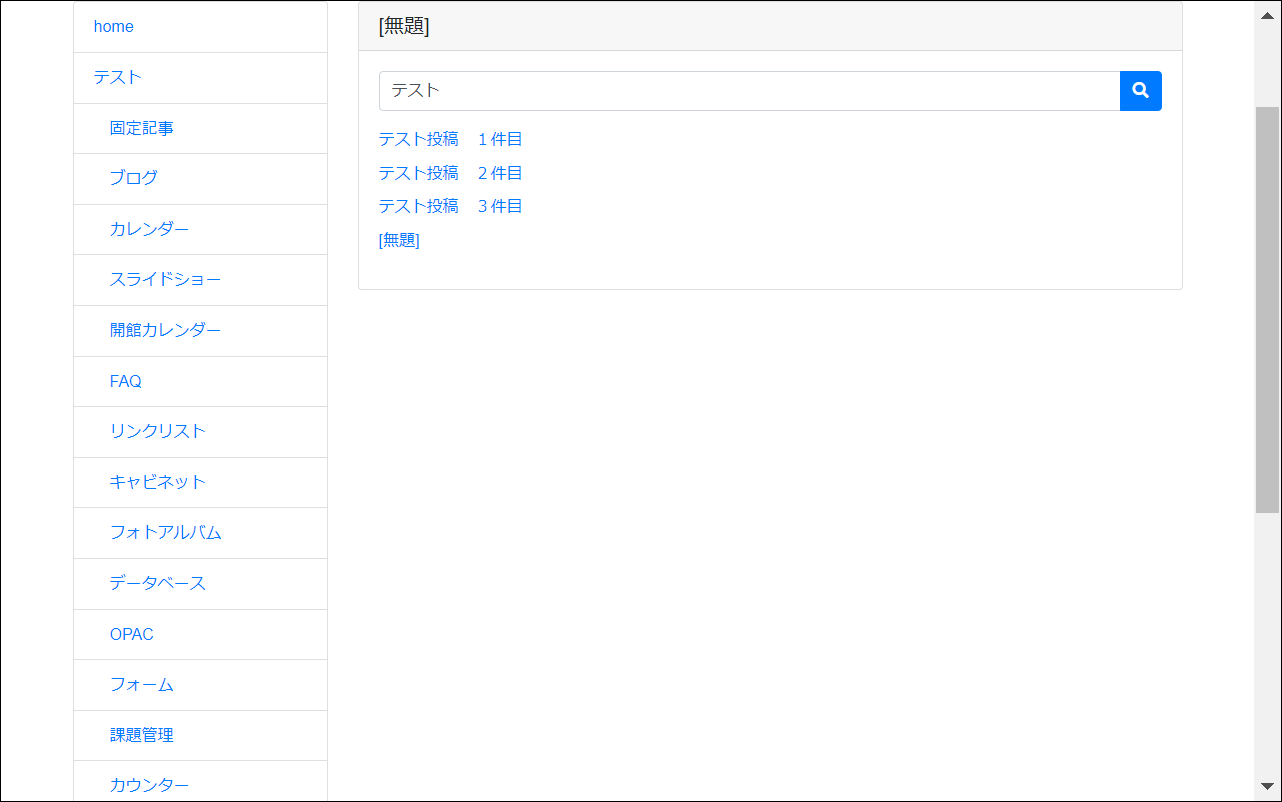 home
テスト
固定記事
ブログ
カレンダー
スライドショー
開館カレンダー
FAQ
リンクリスト
キャビネット
フォトアルバム
データベース
OPAC
フォーム
課題管理
カウンター
[無題]
テスト
テスト投稿　１件目
テスト投稿　２件目
テスト投稿　３件目
[無題]